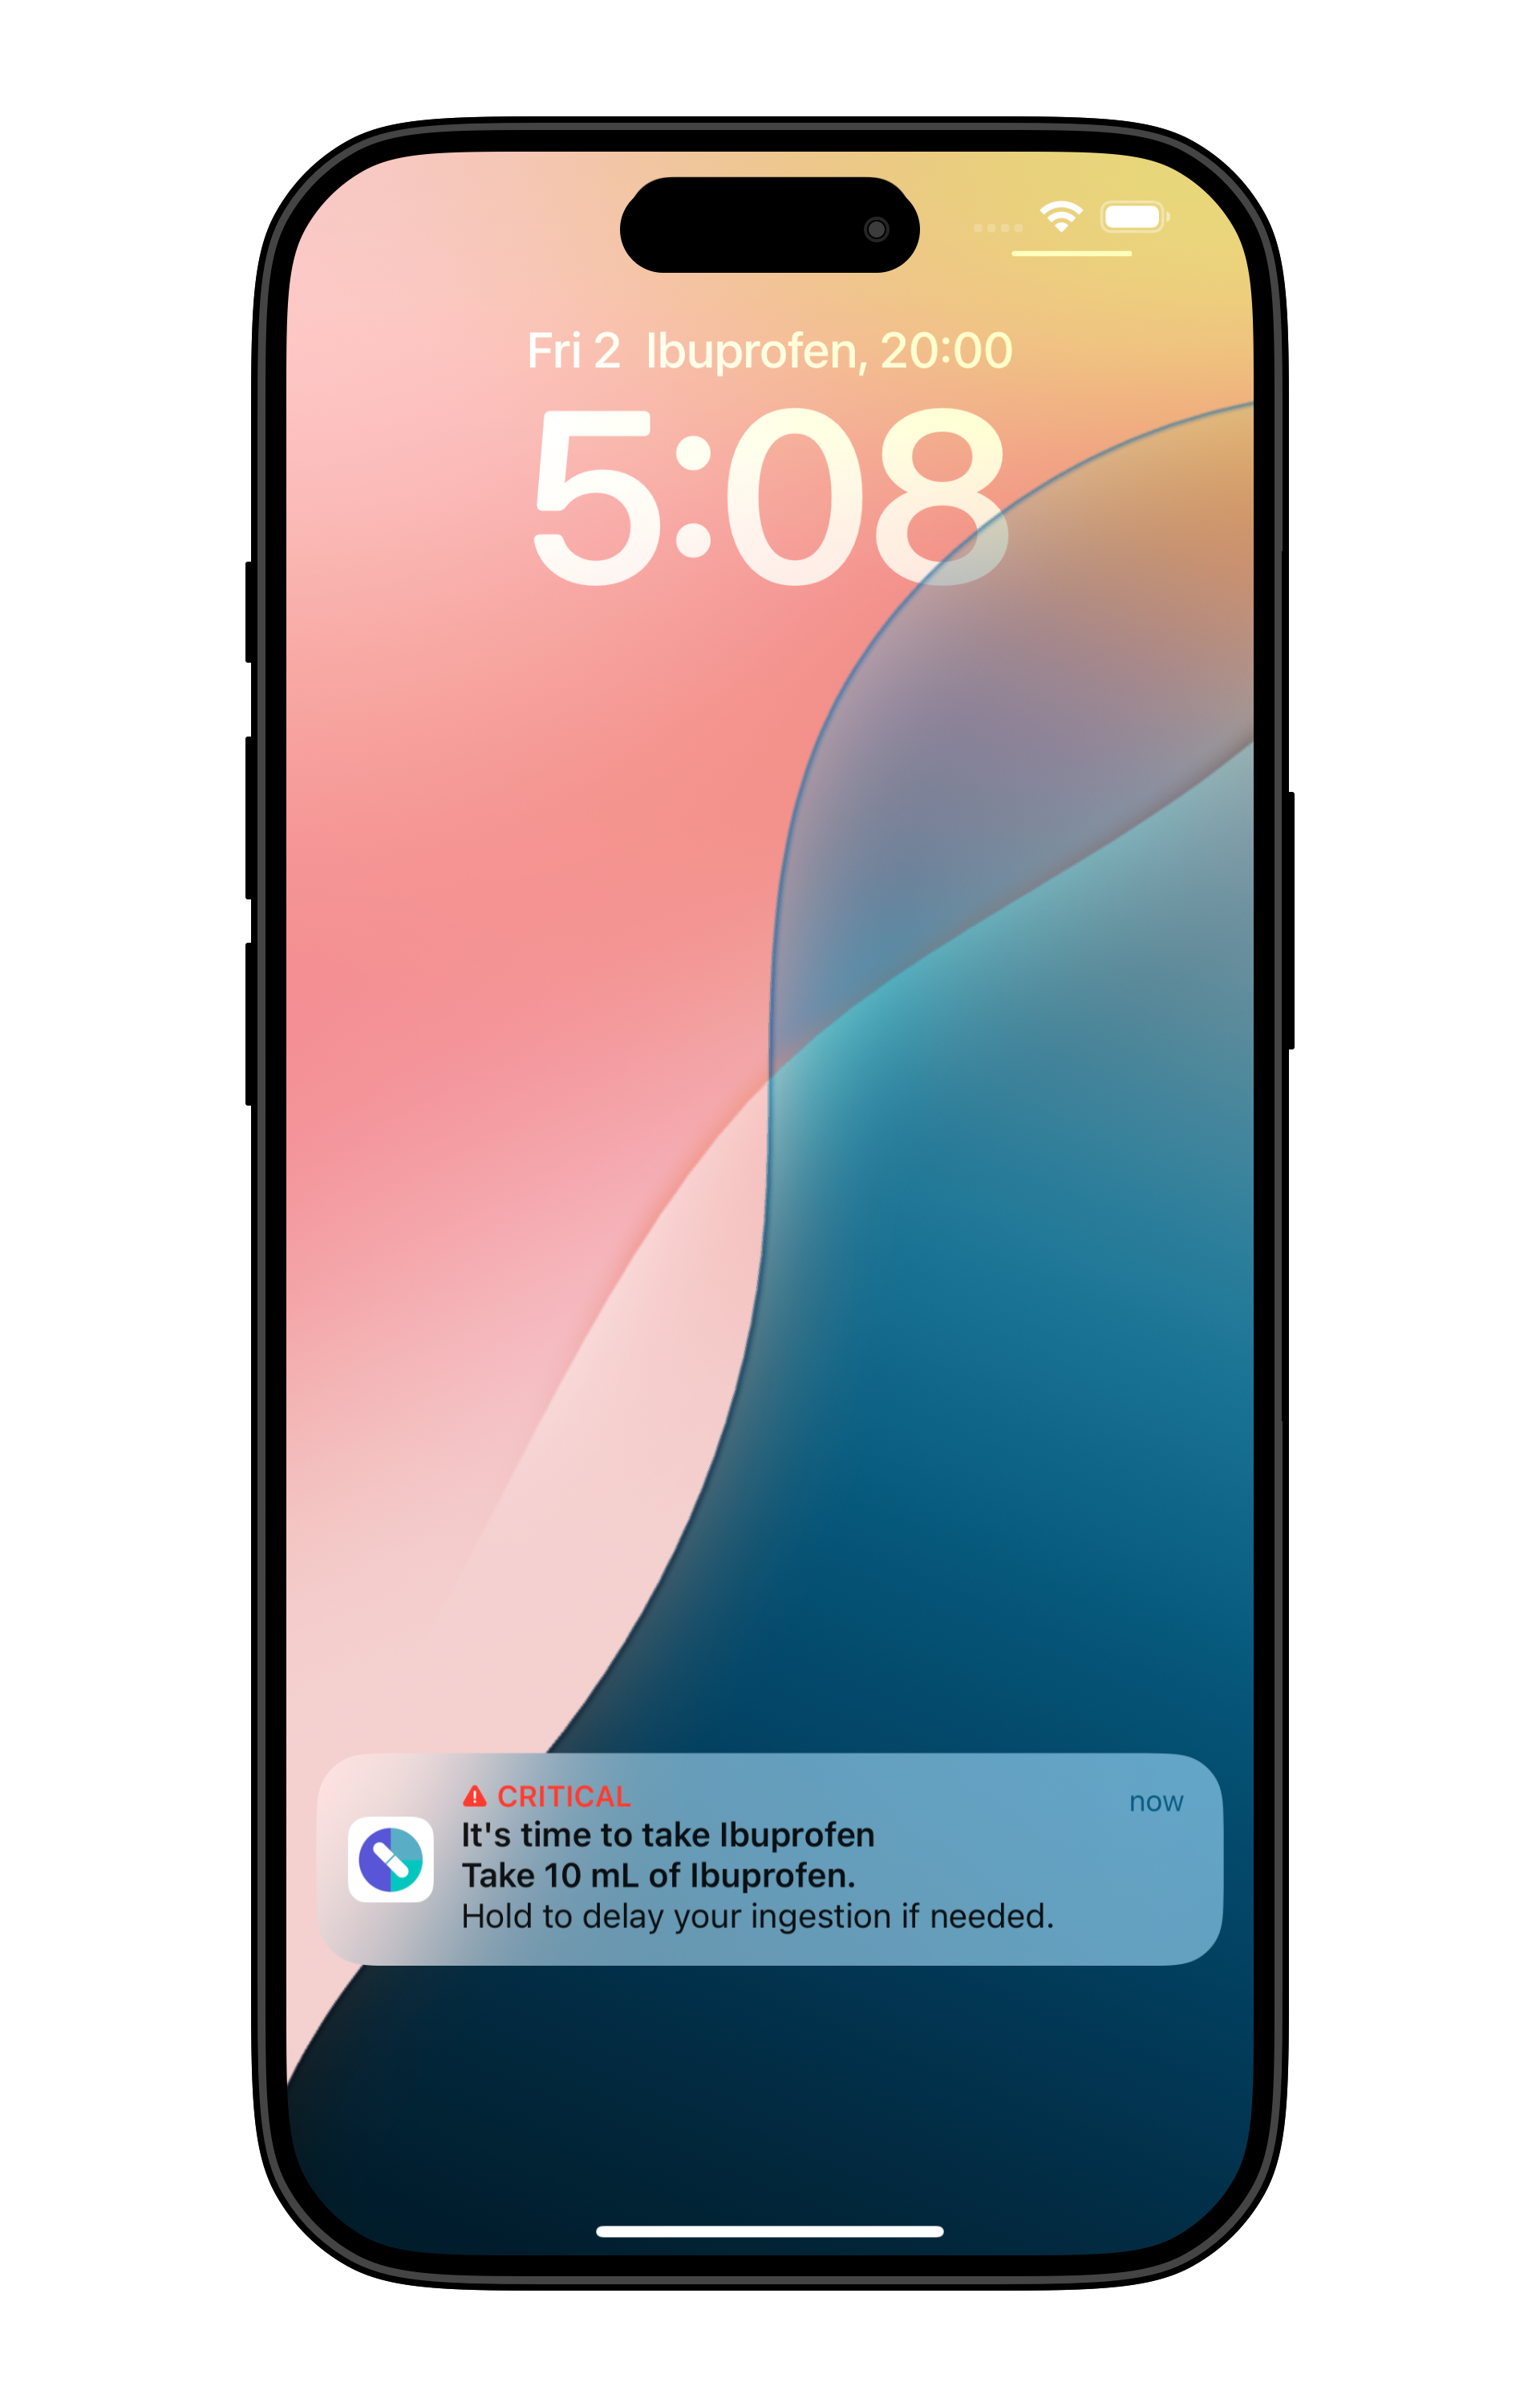 Fri 2 Ibuprofen, 20:00
5:08
CRITICAL
now
It's time to take Ibuprofen
Take 10 mL of Ibuprofen.
Hold to delay your ingestion if needed.